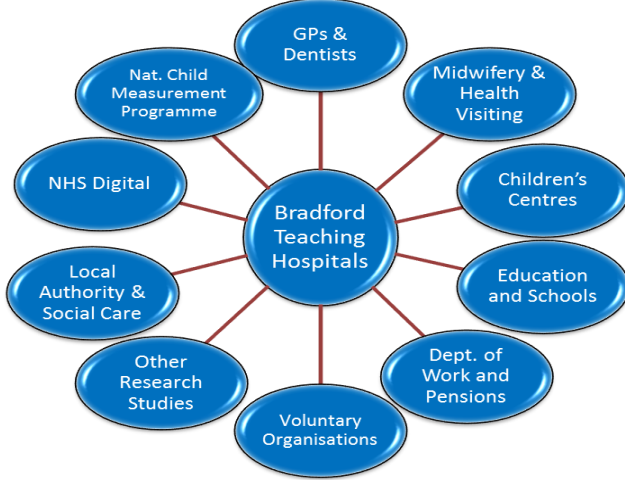 GPs &
Dentists
Midwifery &
Health
Visiting
Children's
Centres
Education
and Schools
Dept. of
Work and
Pensions
Voluntary
Organisations
Other
Research
Studies
Local
Authority &
Social Care
NHS Digital
Nat. Child
Measurement
Programme
Bradford
Teaching
Hospitals